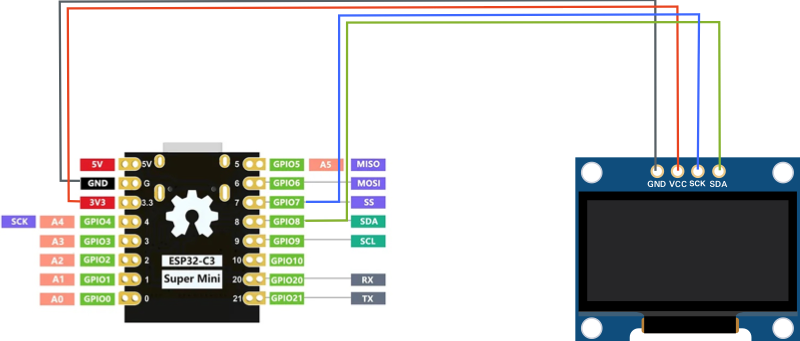 5V 5V 5 GPIO5 A5 MISO
GND G 6 GPIO6 MOSI
3V3 3.3 7 GPIO7 SS
SCK A4 GPIO4 4 8 GPIO8 SDA
A3 GPIO3 3 9 GPIO9 SCL
A2 GPIO2 2 10 GPIO10
A1 GPIO1 1 20 GPIO20 RX
A0 GPIO0 0 21 GPIO21 TX
ESP32-C3
Super Mini
GND VCC SCK SDA